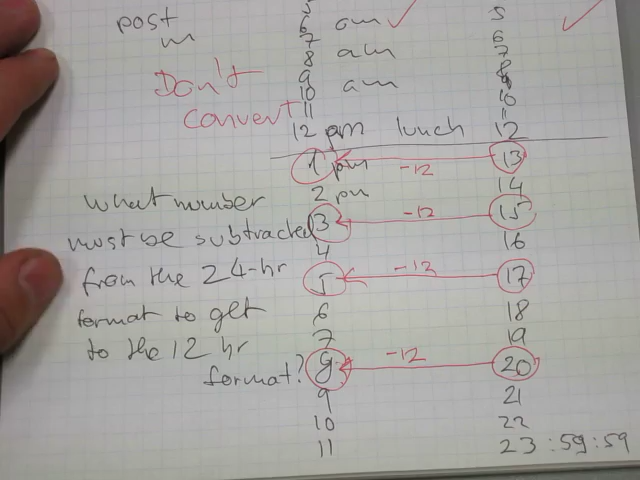 5 5
post 6 am
m 7 6
8 am 7
Don't 9 8
10 am 9
convert 11 10
11
12 pm lunch 12
1 pm -12 13
2 pm 14
what number
3 -12 15
must be subtracted
4 16
from the 24-hr 5 -12 17
format to get 6 18
7 19
to the 12 hr
format? 8 -12 20
9 21
10 22
11 23:59:59